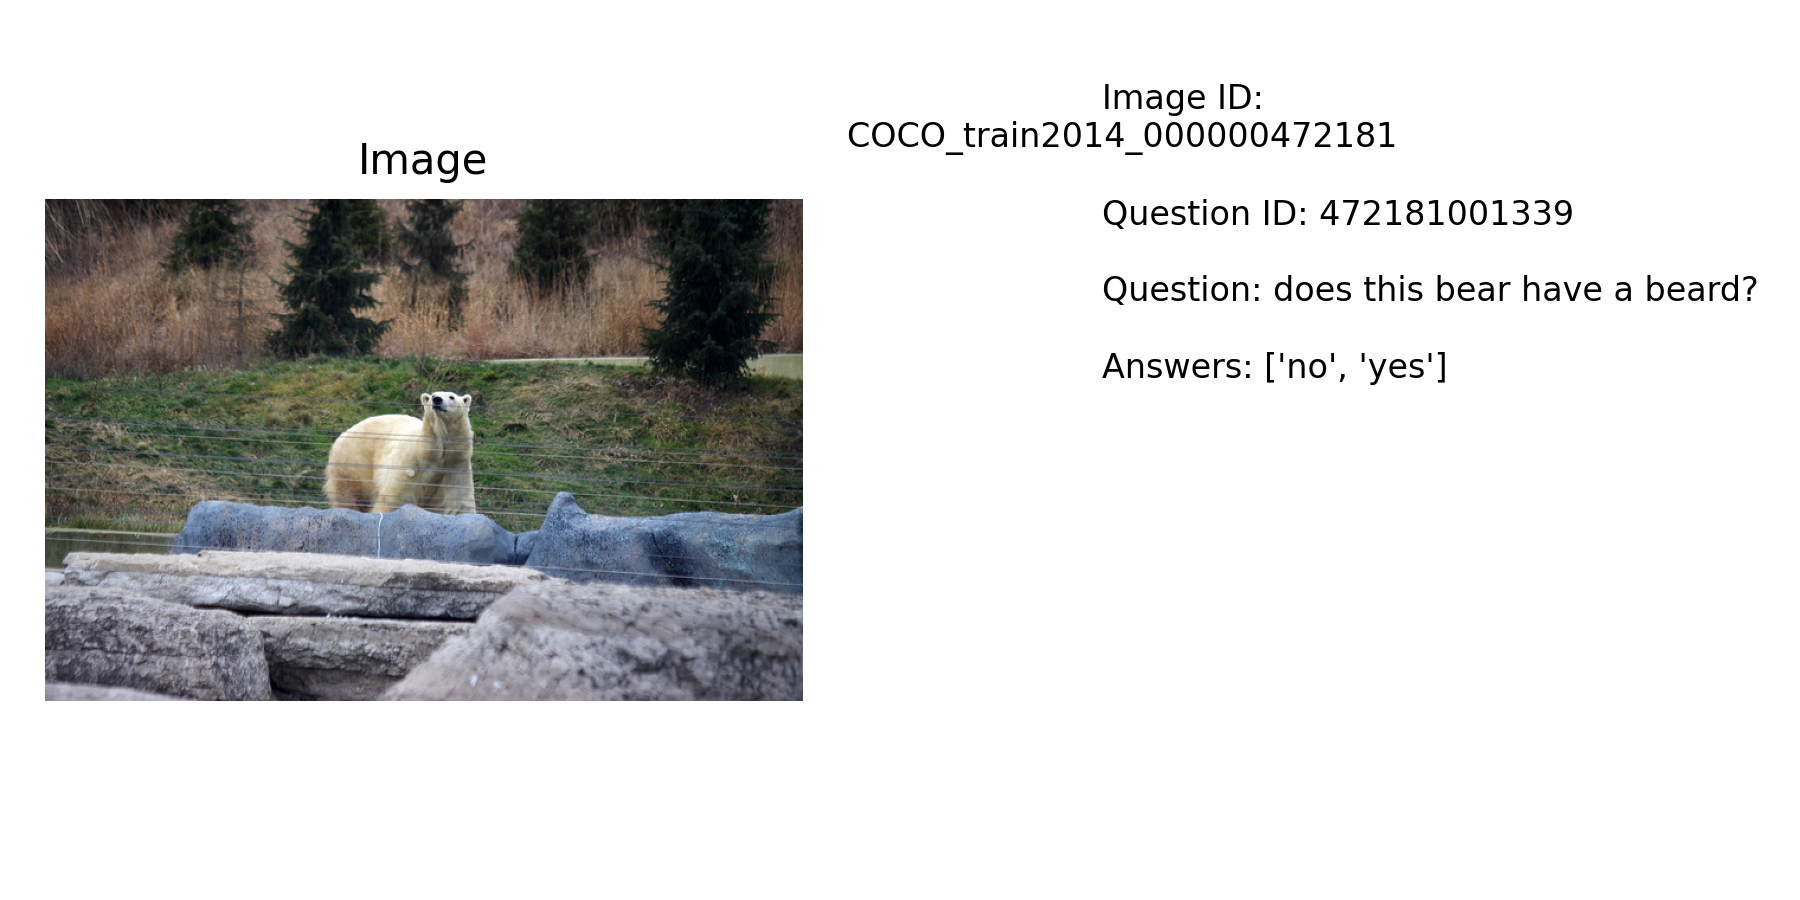 Image
Image ID:
COCO_train2014_000000472181
Question ID: 472181001339
Question: does this bear have a beard?
Answers: ['no', 'yes']